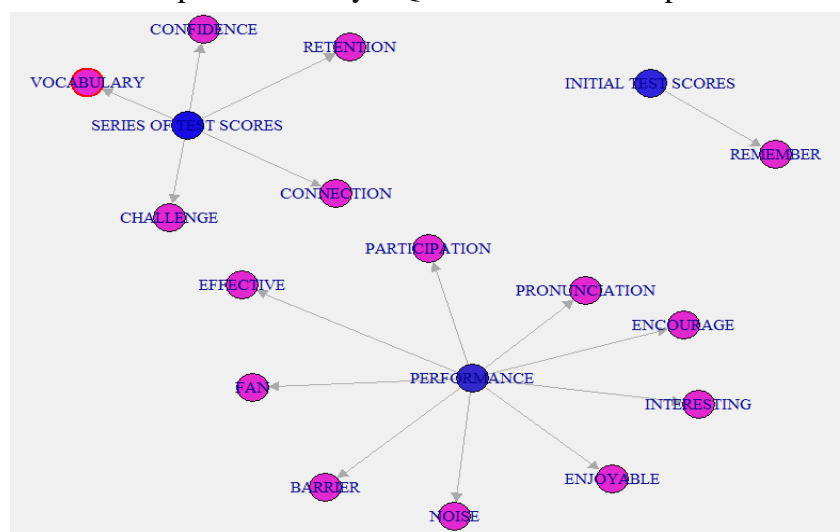 CONFIDENCE
RETENTION
VOCABULARY
INITIAL TEST SCORES
SERIES OF TEST SCORES
REMEMBER
CONNECTION
CHALLENGE
PARTICIPATION
EFFECTIVE
PRONUNCIATION
ENCOURAGE
PERFORMANCE
FAN
INTERESTING
ENJOYABLE
BARRIER
NOISE